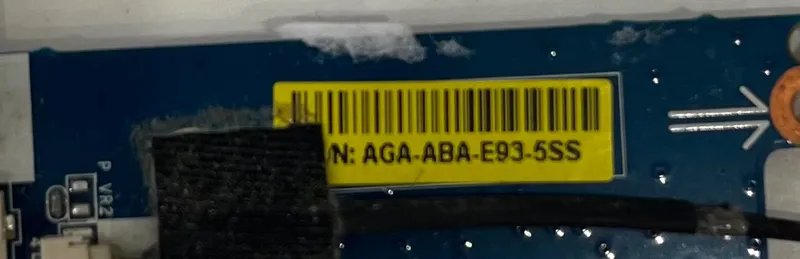 /N: AGA-ABA-E93-5SS
P VR2